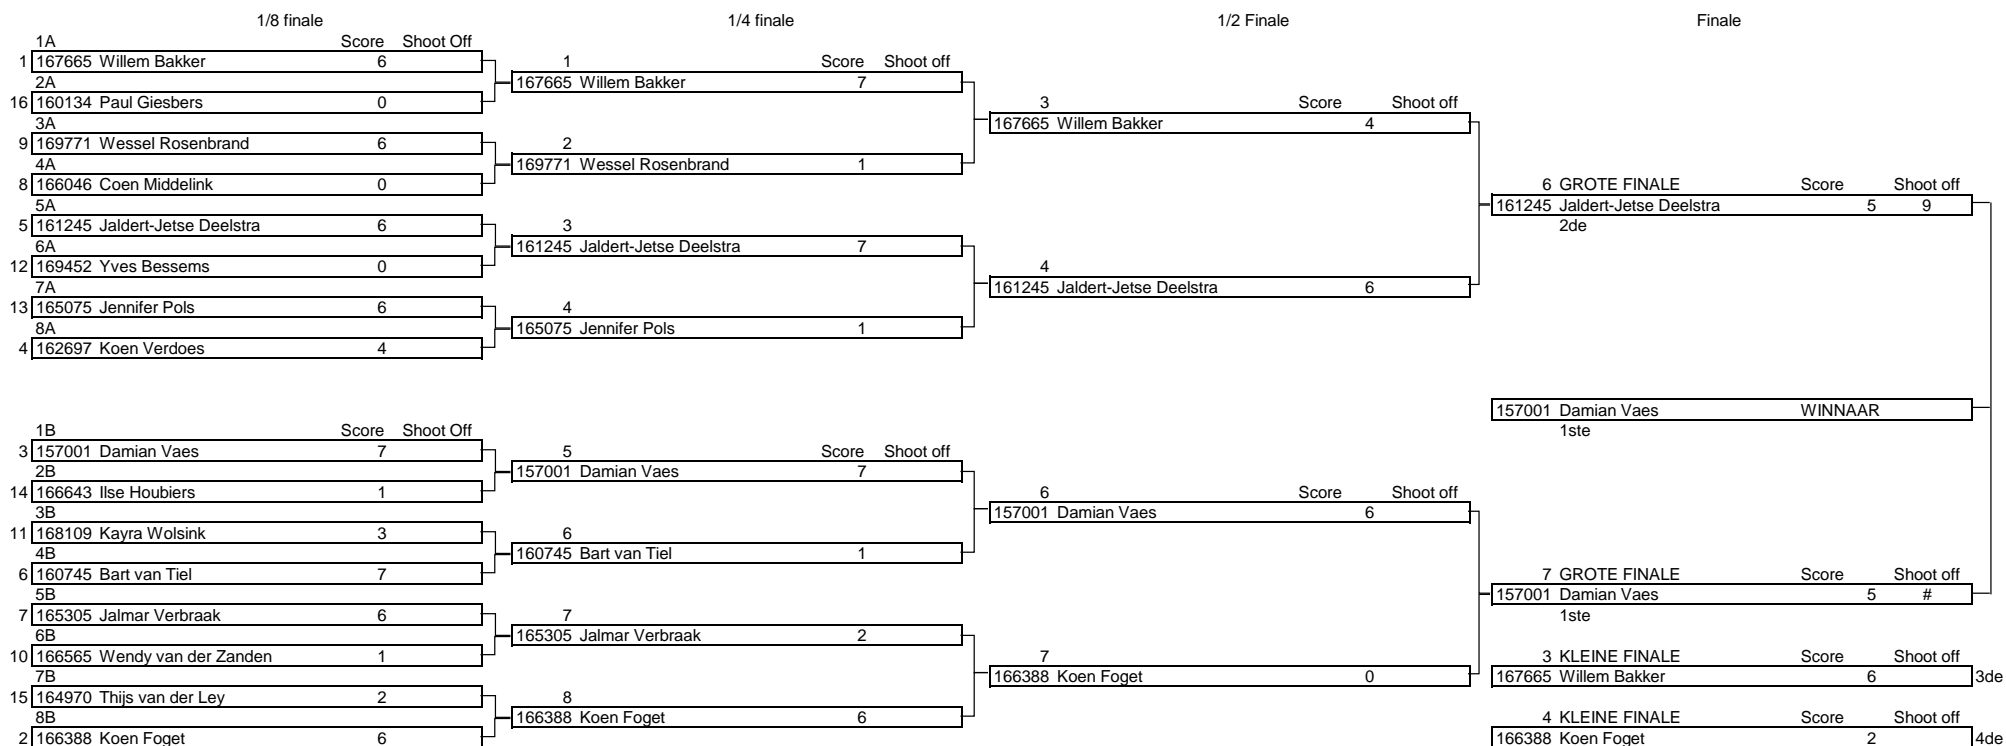 1/8 finale 1/4 finale 1/2 Finale Finale
1A Score Shoot Off
1 167665 Willem Bakker 6
2A
16 160134 Paul Giesbers 0
3A
9 169771 Wessel Rosenbrand 6
4A
8 166046 Coen Middelink 0
5A
5 161245 Jaldert-Jetse Deelstra 6
6A
12 169452 Yves Bessems 0
7A
13 165075 Jennifer Pols 6
8A
4 162697 Koen Verdoes 4
1B Score Shoot Off
3 157001 Damian Vaes 7
2B
14 166643 Ilse Houbiers 1
3B
11 168109 Kayra Wolsink 3
4B
6 160745 Bart van Tiel 7
5B
7 165305 Jalmar Verbraak 6
6B
10 166565 Wendy van der Zanden 1
7B
15 164970 Thijs van der Ley 2
8B
2 166388 Koen Foget 6
1 Score Shoot off
167665 Willem Bakker 7
2
169771 Wessel Rosenbrand 1
3
161245 Jaldert-Jetse Deelstra 7
4
165075 Jennifer Pols 1
5 Score Shoot off
157001 Damian Vaes 7
6
160745 Bart van Tiel 1
7
165305 Jalmar Verbraak 2
8
166388 Koen Foget 6
3 Score Shoot off
167665 Willem Bakker 4
4
161245 Jaldert-Jetse Deelstra 6
6 Score Shoot off
157001 Damian Vaes 6
7
166388 Koen Foget 0
6 GROTE FINALE Score Shoot off
161245 Jaldert-Jetse Deelstra 5 9
2de
157001 Damian Vaes WINNAAR
1ste
7 GROTE FINALE Score Shoot off
157001 Damian Vaes 5 #
1ste
3 KLEINE FINALE Score Shoot off
167665 Willem Bakker 6 3de
4 KLEINE FINALE Score Shoot off
166388 Koen Foget 2 4de